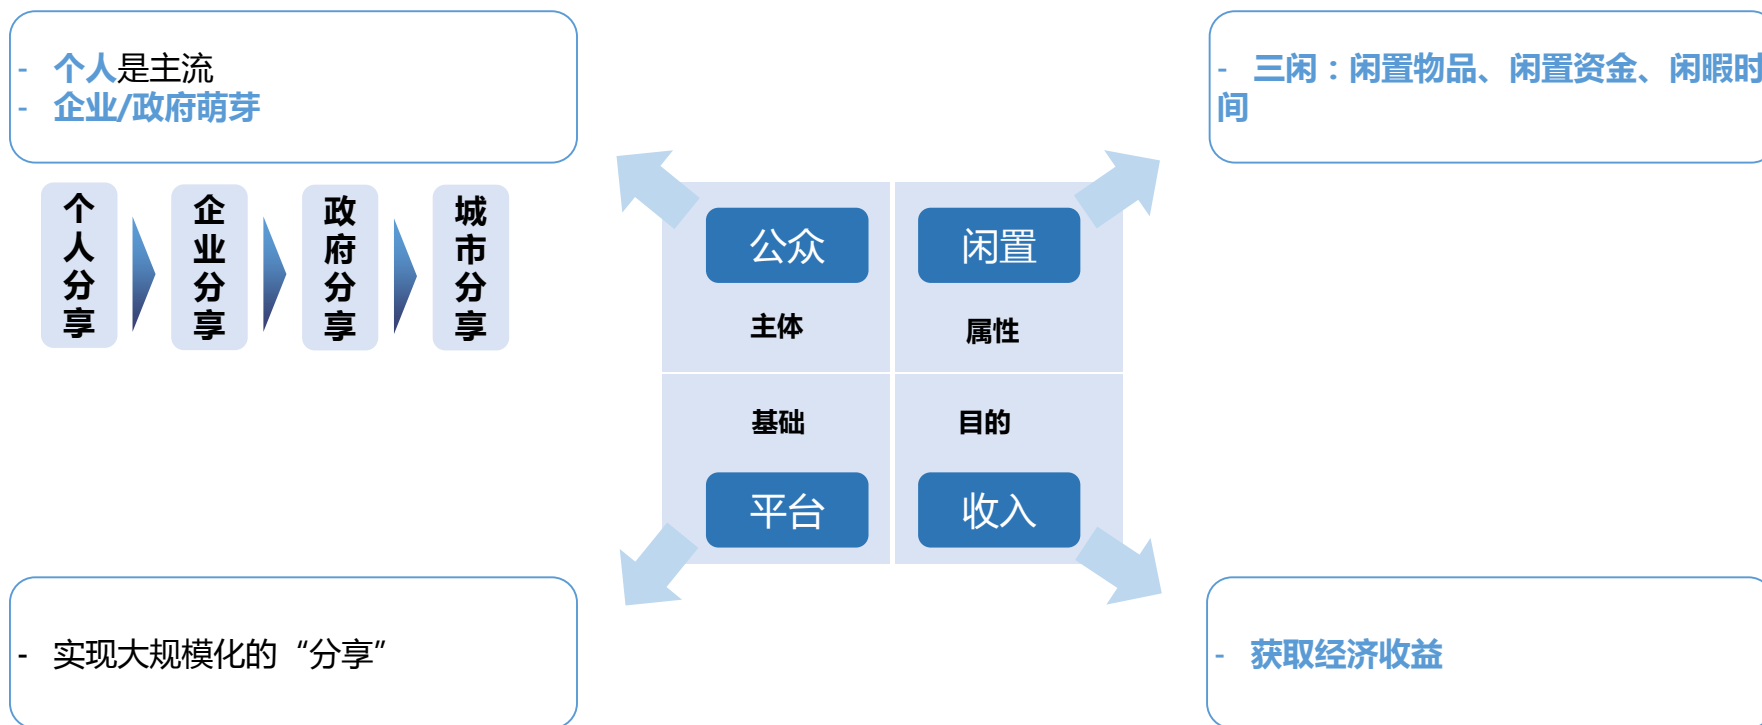 - 个人是主流
- 企业/政府萌芽
- 三闲：闲置物品、闲置资金、闲暇时
间
个人分享
企业分享
政府分享
城市分享
公众
闲置
主体
属性
基础
目的
平台
收入
- 实现大规模化的“分享”
- 获取经济收益